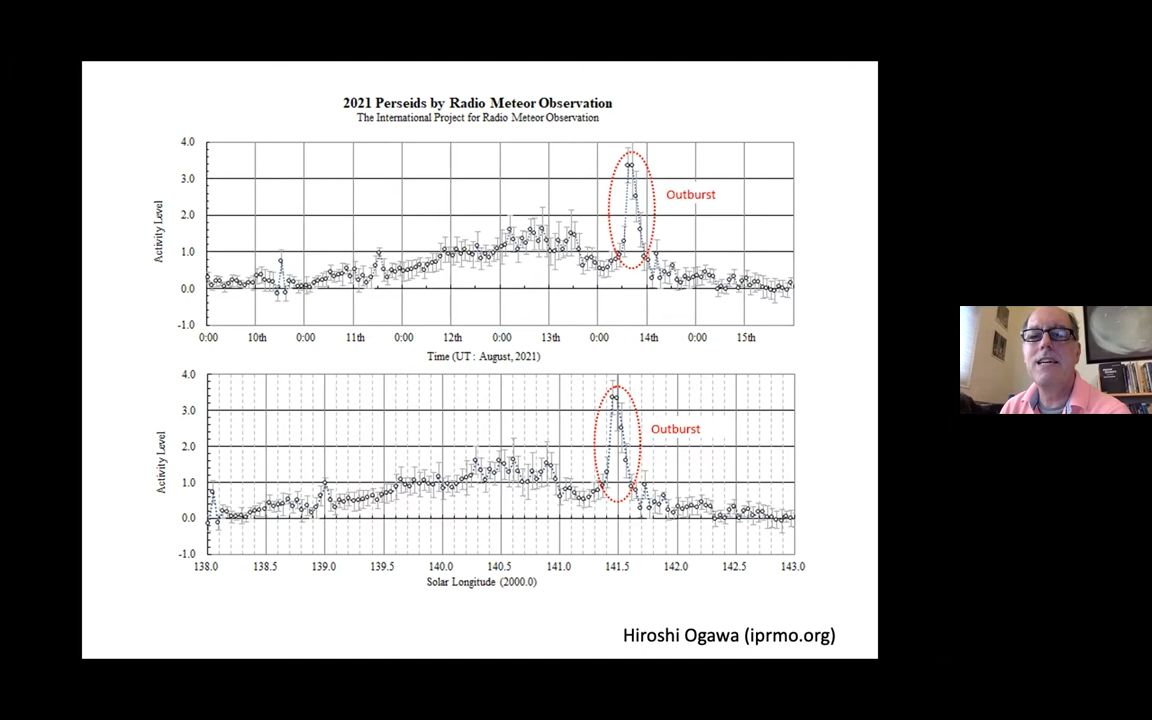 2021 Perseids by Radio Meteor Observation
The International Project for Radio Meteor Observation
4.0
3.0
2.0
1.0
0.0
-1.0
Activity Level
Outburst
0:00 10th 0:00 11th 0:00 12th 0:00 13th 0:00 14th 15th
Time (UT : August, 2021)
4.0
3.0
2.0
1.0
0.0
-1.0
Activity Level
Outburst
138.0 138.5 139.0 139.5 140.0 140.5 141.0 141.5 142.0 142.5 143.0
Solar Longitude (2000.0)
Hiroshi Ogawa (iprmo.org)